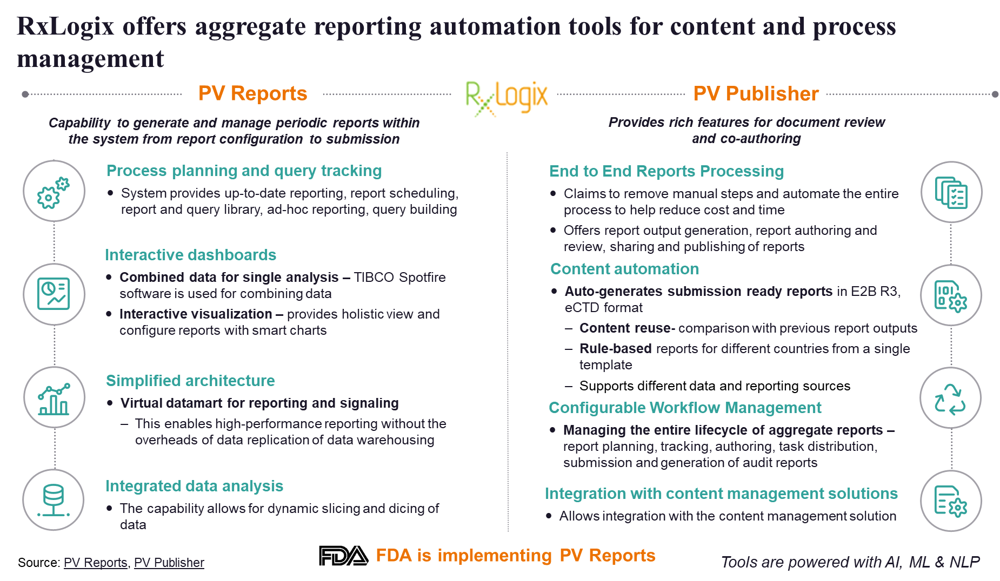 RxLogix offers aggregate reporting automation tools for content and process
management
PV Reports
RxLogix
PV Publisher
Capability to generate and manage periodic reports within
the system from report configuration to submission
Provides rich features for document review
and co-authoring
Process planning and query tracking
• System provides up-to-date reporting, report scheduling,
report and query library, ad-hoc reporting, query building
Interactive dashboards
• Combined data for single analysis – TIBCO Spotfire
software is used for combining data
• Interactive visualization – provides holistic view and
configure reports with smart charts
Simplified architecture
• Virtual datamart for reporting and signaling
– This enables high-performance reporting without the
overheads of data replication of data warehousing
Integrated data analysis
• The capability allows for dynamic slicing and dicing of
data
End to End Reports Processing
• Claims to remove manual steps and automate the entire
process to help reduce cost and time
• Offers report output generation, report authoring and
review, sharing and publishing of reports
Content automation
• Auto-generates submission ready reports in E2B R3,
eCTD format
– Content reuse- comparison with previous report outputs
– Rule-based reports for different countries from a single
template
– Supports different data and reporting sources
Configurable Workflow Management
• Managing the entire lifecycle of aggregate reports –
report planning, tracking, authoring, task distribution,
submission and generation of audit reports
Integration with content management solutions
• Allows integration with the content management solution
Source: PV Reports, PV Publisher
FDA FDA is implementing PV Reports
Tools are powered with AI, ML & NLP